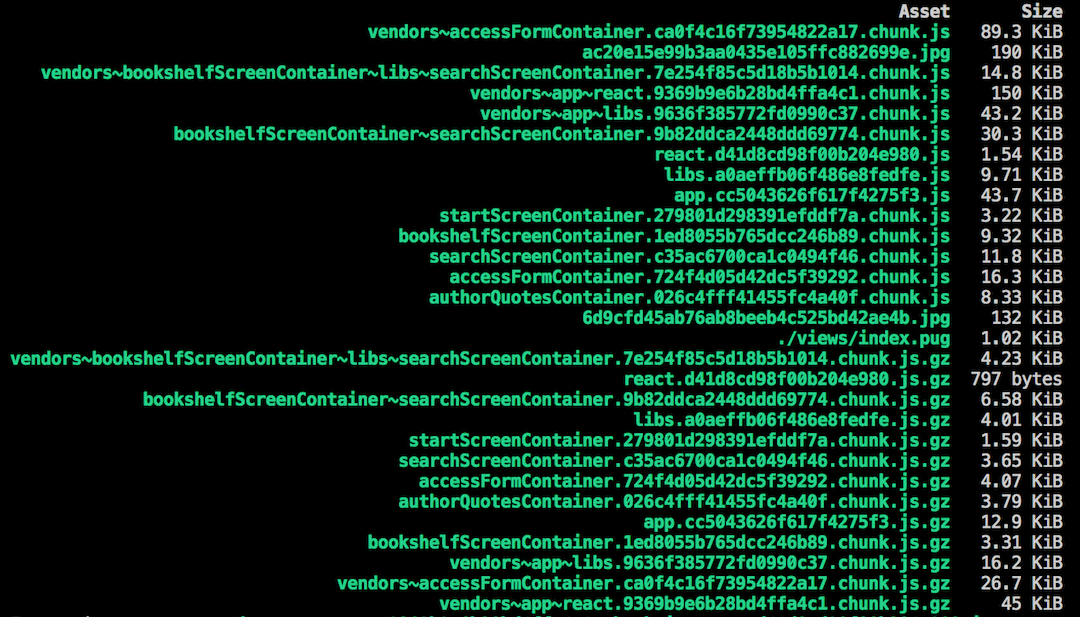 Asset Size
vendors~accessFormContainer.ca0f4c16f73954822a17.chunk.js 89.3 KiB
ac20e15e99b3aa0435e105ffc882699e.jpg 190 KiB
vendors~bookshelfScreenContainer~libs~searchScreenContainer.7e254f85c5d18b5b1014.chunk.js 14.8 KiB
vendors~app~react.9369b9e6b28bd4ffa4c1.chunk.js 150 KiB
vendors~app~libs.9636f385772fd0990c37.chunk.js 43.2 KiB
bookshelfScreenContainer~searchScreenContainer.9b82ddca2448ddd69774.chunk.js 30.3 KiB
react.d41d8cd98f00b204e980.js 1.54 KiB
libs.a0aeffb06f486e8fedfe.js 9.71 KiB
app.cc5043626f617f4275f3.js 43.7 KiB
startScreenContainer.279801d298391efddf7a.chunk.js 3.22 KiB
bookshelfScreenContainer.1ed8055b765dcc246b89.chunk.js 9.32 KiB
searchScreenContainer.c35ac6700ca1c0494f46.chunk.js 11.8 KiB
accessFormContainer.724f4d05d42dc5f39292.chunk.js 16.3 KiB
authorQuotesContainer.026c4fff41455fc4a40f.chunk.js 8.33 KiB
6d9cfd45ab76ab8beeb4c525bd42ae4b.jpg 132 KiB
./views/index.pug 1.02 KiB
vendors~bookshelfScreenContainer~libs~searchScreenContainer.7e254f85c5d18b5b1014.chunk.js.gz 4.23 KiB
react.d41d8cd98f00b204e980.js.gz 797 bytes
bookshelfScreenContainer~searchScreenContainer.9b82ddca2448ddd69774.chunk.js.gz 6.58 KiB
libs.a0aeffb06f486e8fedfe.js.gz 4.01 KiB
startScreenContainer.279801d298391efddf7a.chunk.js.gz 1.59 KiB
searchScreenContainer.c35ac6700ca1c0494f46.chunk.js.gz 3.65 KiB
accessFormContainer.724f4d05d42dc5f39292.chunk.js.gz 4.07 KiB
authorQuotesContainer.026c4fff41455fc4a40f.chunk.js.gz 3.79 KiB
app.cc5043626f617f4275f3.js.gz 12.9 KiB
bookshelfScreenContainer.1ed8055b765dcc246b89.chunk.js.gz 3.31 KiB
vendors~app~libs.9636f385772fd0990c37.chunk.js.gz 16.2 KiB
vendors~accessFormContainer.ca0f4c16f73954822a17.chunk.js.gz 26.7 KiB
vendors~app~react.9369b9e6b28bd4ffa4c1.chunk.js.gz 45 KiB